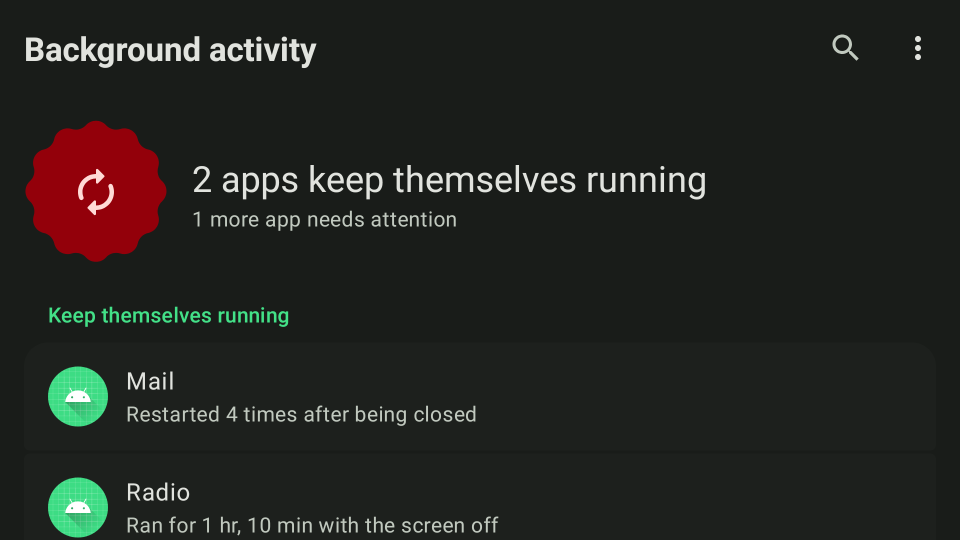 Background activity
2 apps keep themselves running
1 more app needs attention
Keep themselves running
Mail
Restarted 4 times after being closed
Radio
Ran for 1 hr, 10 min with the screen off